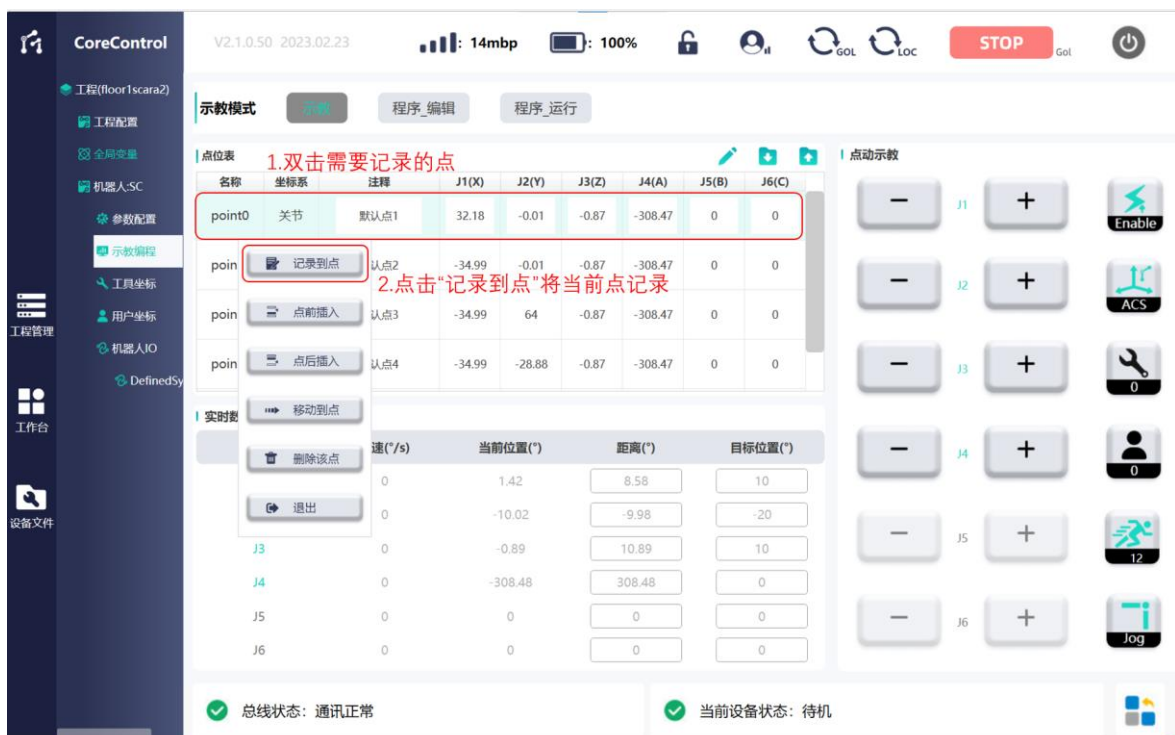 CoreControl V2.1.0.50 2023.02.23 : 14mbp : 100% GOL LOC STOP Gol
工程(floor1scara2)
工程配置
全局变量
机器人:SC
参数配置
示教编程
工具坐标
用户坐标
机器人IO
DefinedSy
工程管理
工作台
设备文件
示教模式 示教 程序_编辑 程序_运行
点位表
1.双击需要记录的点
名称 坐标系 注释 J1(X) J2(Y) J3(Z) J4(A) J5(B) J6(C)
point0 关节 默认点1 32.18 -0.01 -0.87 -308.47 0 0
poin 认点2 -34.99 -0.01 -0.87 -308.47 0 0
poin 认点3 -34.99 64 -0.87 -308.47 0 0
poin 认点4 -34.99 -28.88 -0.87 -308.47 0 0
记录到点
2.点击“记录到点”将当前点记录
点前插入
点后插入
移动到点
删除该点
退出
实时数
速(°/s) 当前位置(°) 距离(°) 目标位置(°)
0 1.42 8.58 10
0 -10.02 -9.98 -20
J3 0 -0.89 10.89 10
J4 0 -308.48 308.48 0
J5 0 0 0 0
J6 0 0 0 0
点动示教
− J1 + Enable
− J2 + ACS
− J3 + 0
− J4 + 0
− J5 + 12
− J6 + Jog
总线状态：通讯正常
当前设备状态：待机